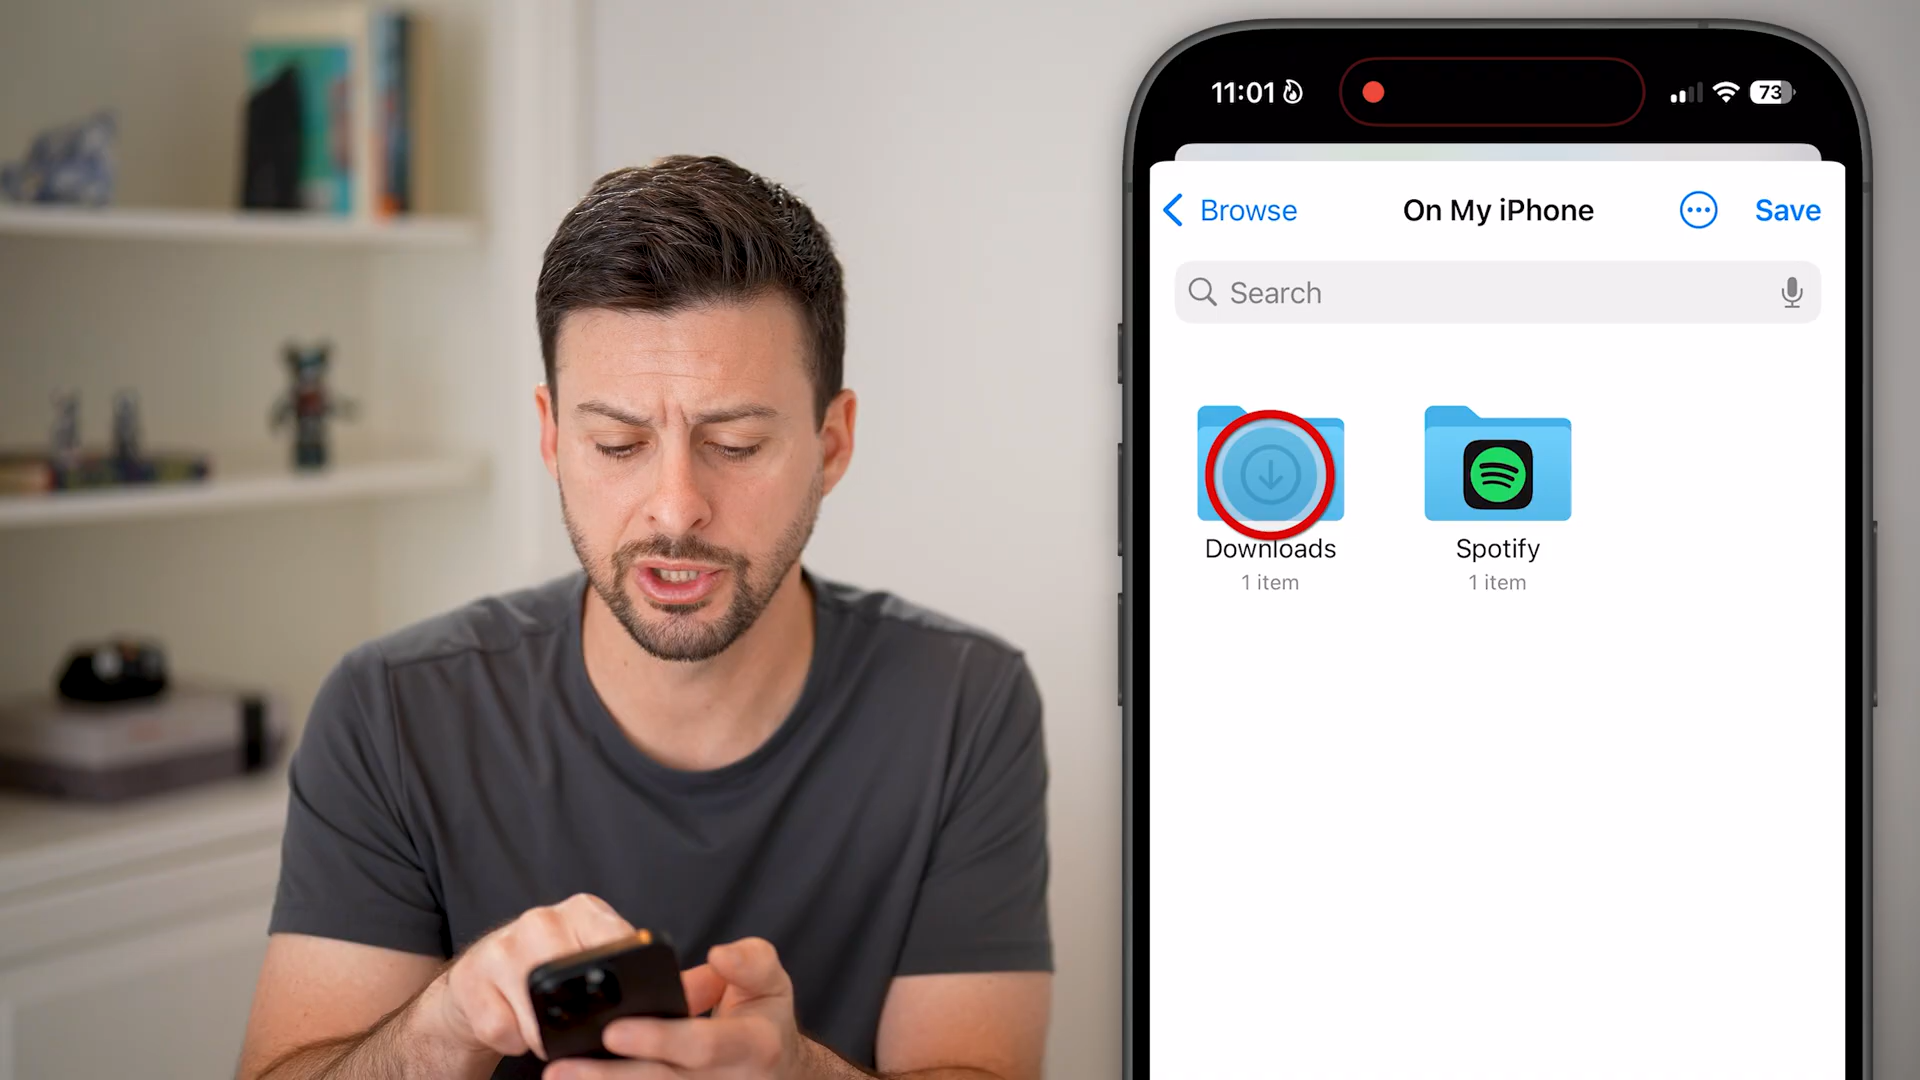 11:01
73
Browse
On My iPhone
Save
Search
Downloads
Spotify
1 item
1 item